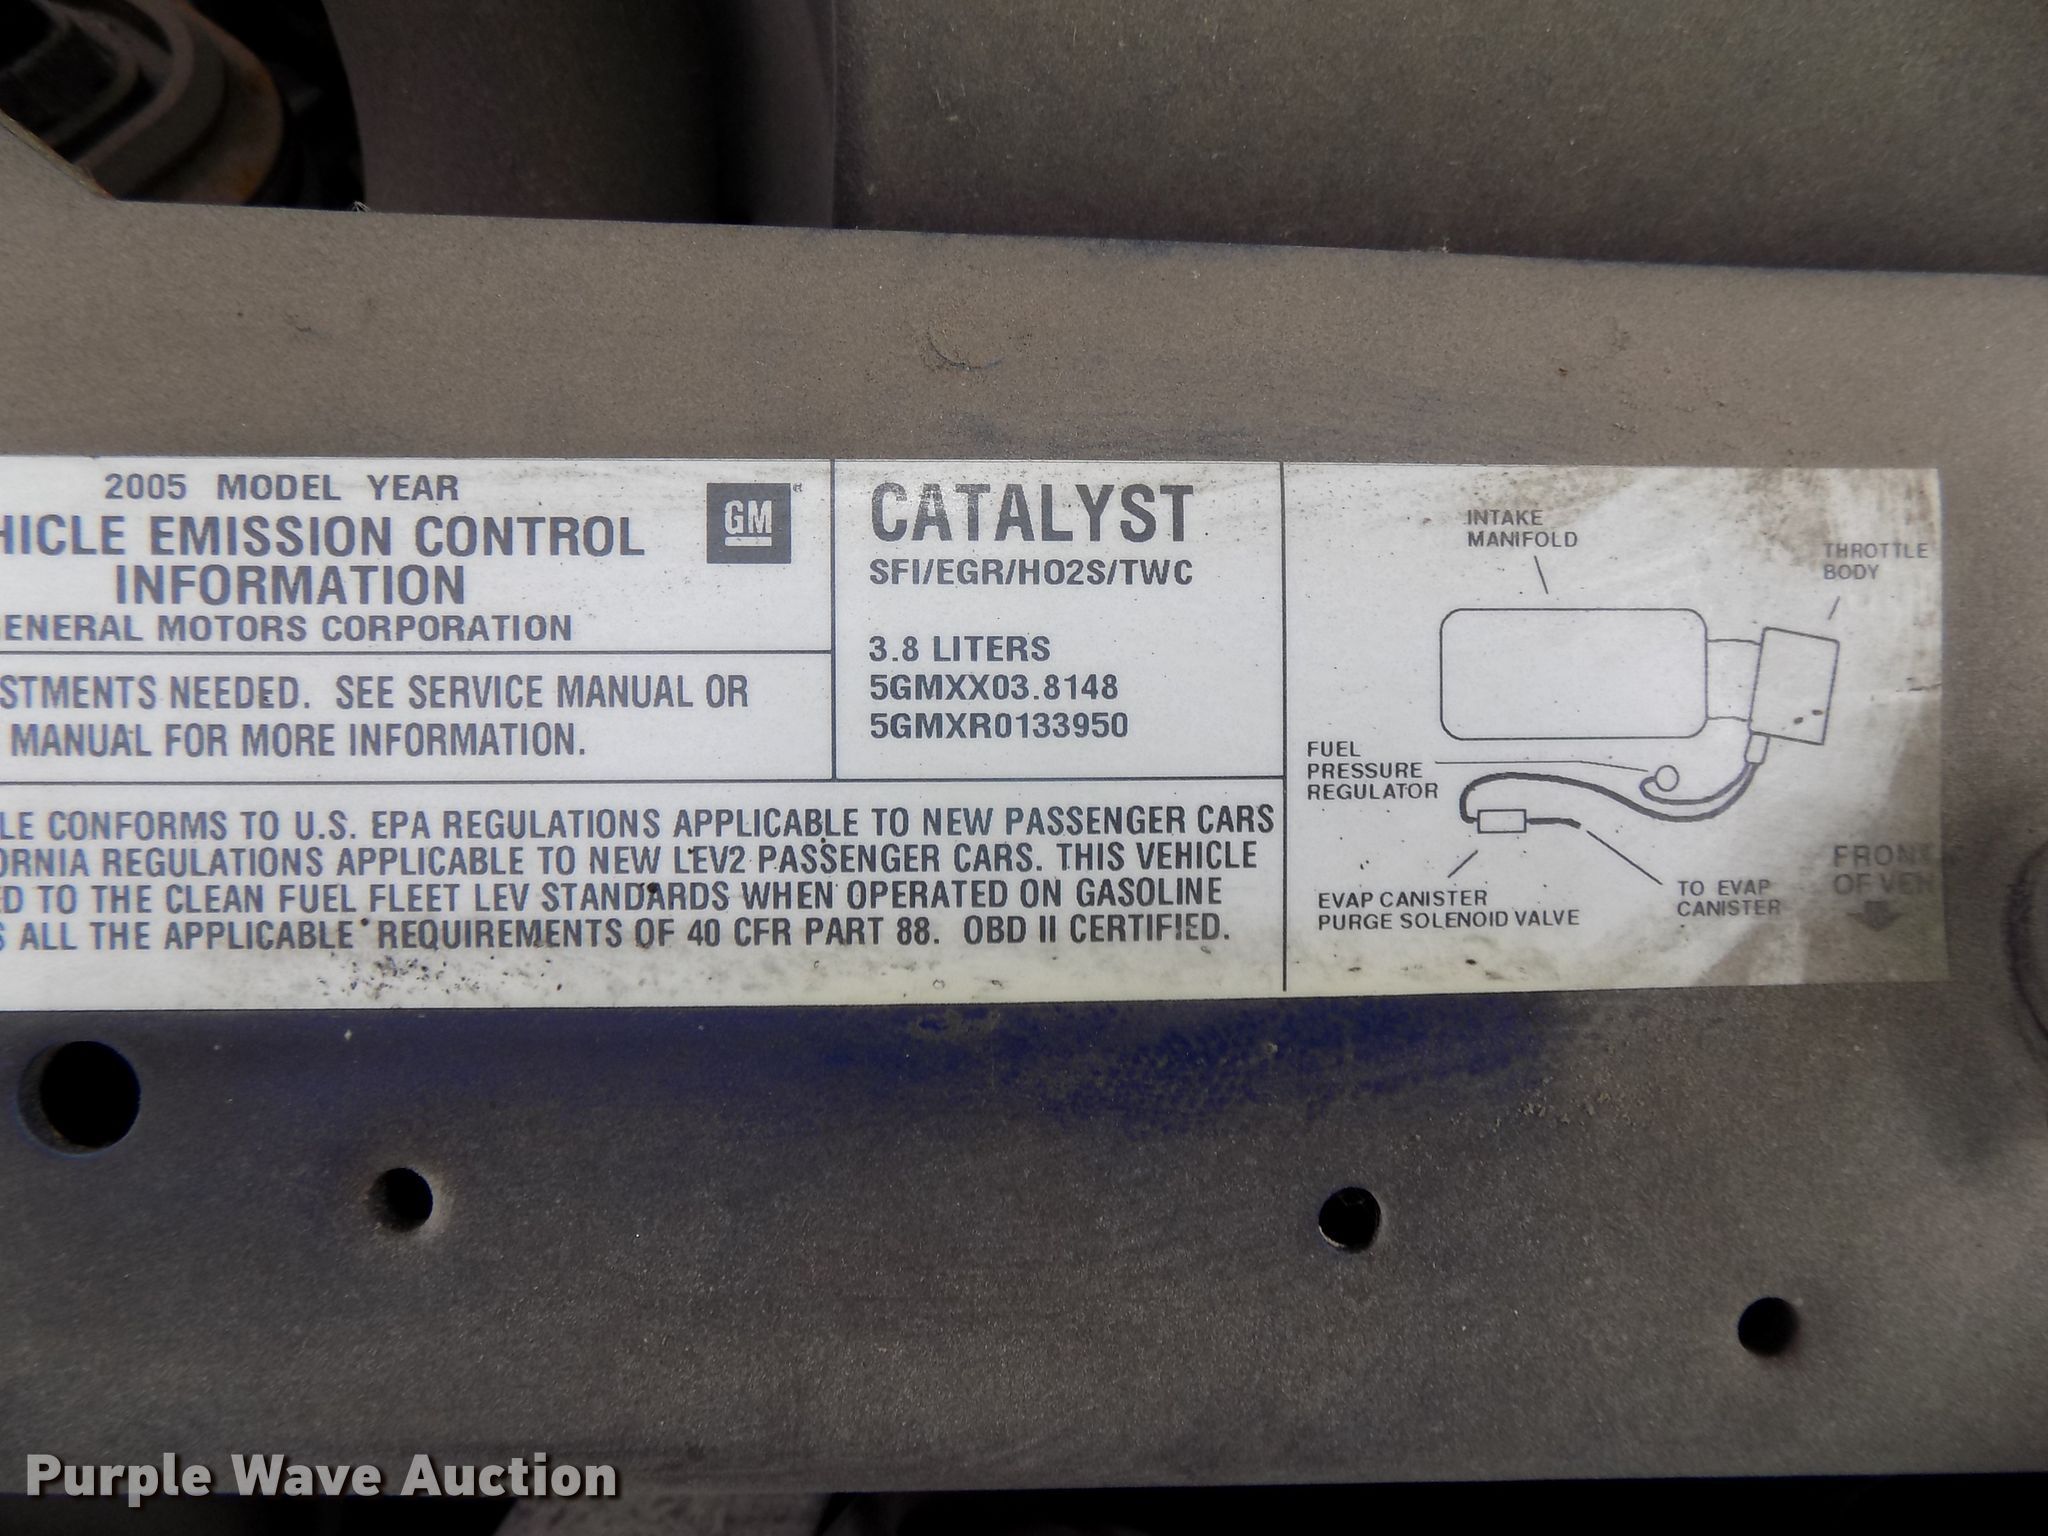 2005 MODEL YEAR
HICLE EMISSION CONTROL
INFORMATION
ENERAL MOTORS CORPORATION
GM
STMENTS NEEDED. SEE SERVICE MANUAL OR
MANUAL FOR MORE INFORMATION.
CATALYST
SFI/EGR/HO2S/TWC
3.8 LITERS
5GMXX03.8148
5GMXR0133950
LE CONFORMS TO U.S. EPA REGULATIONS APPLICABLE TO NEW PASSENGER CARS
ORNIA REGULATIONS APPLICABLE TO NEW LEV2 PASSENGER CARS. THIS VEHICLE
ED TO THE CLEAN FUEL FLEET LEV STANDARDS WHEN OPERATED ON GASOLINE
S ALL THE APPLICABLE REQUIREMENTS OF 40 CFR PART 88. OBD II CERTIFIED.
INTAKE
MANIFOLD
THROTTLE
BODY
FUEL
PRESSURE
REGULATOR
EVAP CANISTER
PURGE SOLENOID VALVE
TO EVAP
CANISTER
FRONT
OF VEH
Purple Wave Auction